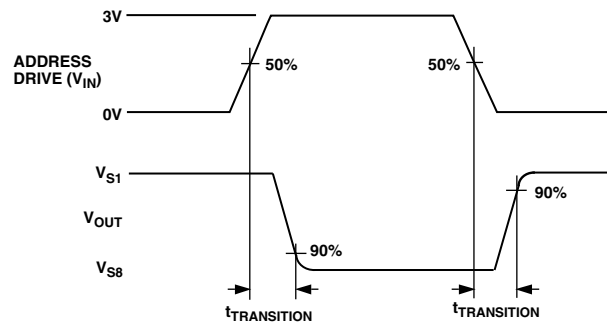 3V
ADDRESS
DRIVE (VIN)
50%
50%
0V
VS1
VOUT
90%
90%
VS8
tTRANSITION
tTRANSITION